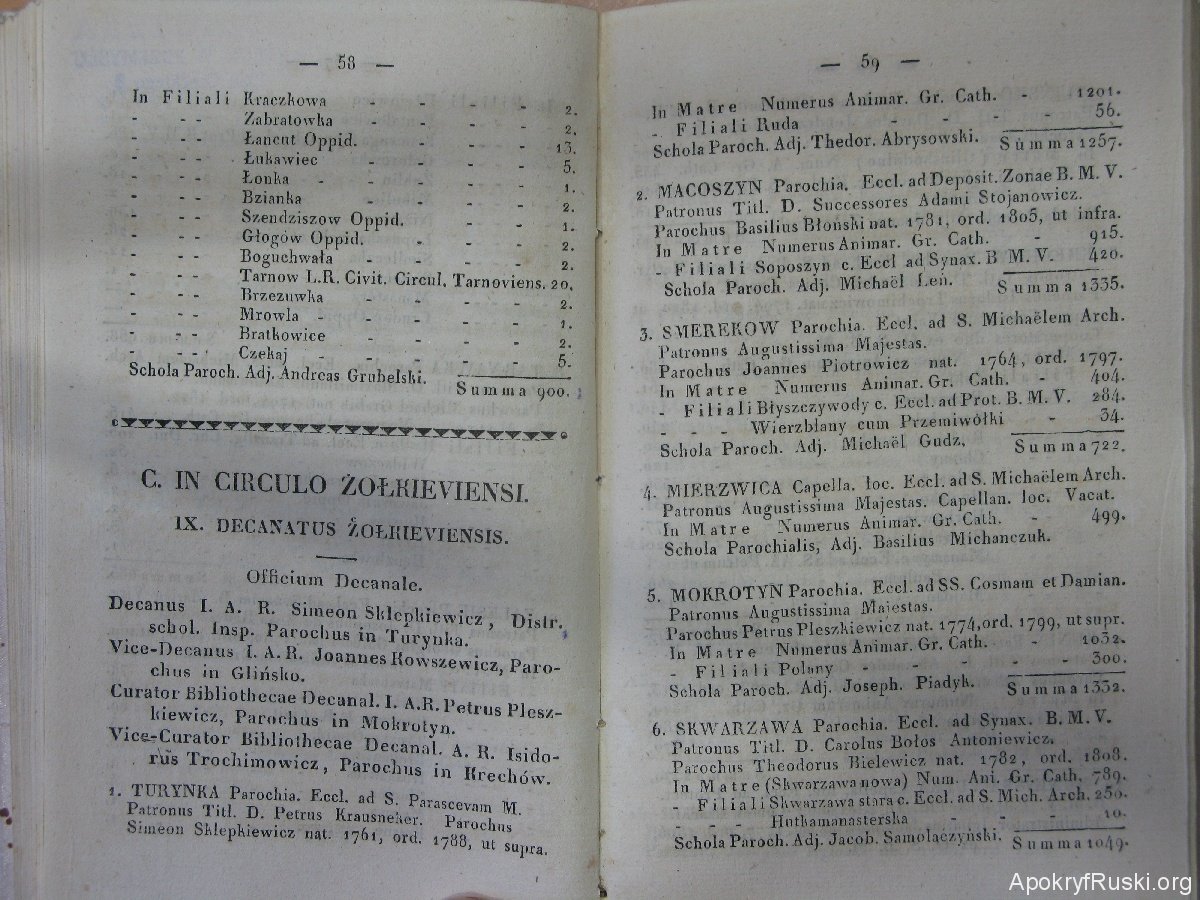 — 58 —
In Filiali Kraczkowa - - - - 2.
- - - Zabratowka - - - - 2.
- - - Łancut Oppid. - - - 13.
- - - Łukawiec - - - - 5.
- - - Łonka - - - - - 1.
- - - Bzianka - - - - 2.
- - - Szendziszow Oppid. - - - 1.
- - - Głogów Oppid. - - - - 2.
- - - Boguchwała - - - - 2.
- - - Tarnow L.R. Civit. Circul. Tarnoviens. 20.
- - - Brzezuwka - - - - 2.
- - - Mrowla - - - - - 1.
- - - Bratkowice - - - - 2.
- - - Czekaj - - - - - 5.
Schola Paroch. Adj. Andreas Grubelski. Summa 900.
C. IN CIRCULO ŻOŁKIEVIENSI.
IX. DECANATUS ŻOŁKIEVIENSIS.
Officium Decanale.
Decanus I. A. R. Simeon Sklepkiewicz, Distr.
schol. Insp. Parochus in Turynka.
Vice-Decanus I. A. R. Joannes Kowszewicz, Paro-
chus in Glińsko.
Curator Bibliothecae Decanal. I. A.R. Petrus Plesz-
kiewicz, Parochus in Mokrotyn.
Vice-Curator Bibliothecae Decanal. A. R. Isido-
rus Trochimowicz, Parochus in Krechów.
1. TURYNKA Parochia. Eccl. ad S. Parascevam M.
Patronus Titl. D. Petrus Krausneker. Parochus
Simeon Sklepkiewicz nat. 1761, ord. 1788, ut supra.
— 59 —
In Matre Numerus Animar. Gr. Cath. - 1201.
- Filiali Ruda - - - - - 56.
Schola Paroch. Adj. Thedor. Abrysowski. Summa 1257.
2. MACOSZYN Parochia. Eccl. ad Deposit. Zonae B. M. V.
Patronus Titl. D. Successores Adami Stojanowicz.
Parochus Basilius Błoński nat. 1781, ord. 1805, ut infra.
In Matre Numerus Animar. Gr. Cath. - 915.
- Filiali Soposzyn c. Eccl ad Synax. B M. V. 420.
Schola Paroch. Adj. Michaël Len. Summa 1335.
3. SMEREKOW Parochia. Eccl. ad S. Michaëlem Arch.
Patronus Augustissima Majestas.
Parochus Joannes Piotrowicz nat. 1764, ord. 1797.
In Matre Numerus Animar. Gr. Cath. - 404.
- Filiali Błyszczywody c. Eccl. ad Prot. B. M. V. 284.
- - - Wierzblany cum Przemiwółki - 34.
Schola Paroch. Adj. Michaël Gudz, Summa 722.
4. MIERZWICA Capella. loc. Eccl. ad S. Michaëlem Arch.
Patronus Augustissima Majestas. Capellan. loc. Vacat.
In Matre Numerus Animar. Gr. Cath. - 499.
Schola Parochialis, Adj. Basilius Michanczuk.
5. MOKROTYN Parochia. Eccl. ad SS. Cosmam et Damian.
Patronus Augustissima Majestas.
Parochus Petrus Pleszkiewicz nat. 1774, ord. 1799, ut supr.
In Matre Numerus Animar. Gr. Cath. - 1032.
- Filiali Polany - - - - - 300.
Schola Paroch. Adj. Joseph. Piadyk. Summa 1332.
6. SKWARZAWA Parochia. Eccl. ad Synax. B. M. V.
Patronus Titl. D. Carolus Bołos Antoniewicz.
Parochus Theodorus Bielewicz nat. 1782, ord. 1808.
In Matre (Skwarzawa nowa) Num. Ani. Gr. Cath. 789.
- Filiali Skwarzawa stara c. Eccl. ad S. Mich. Arch. 250.
- - - Hutkamanasterska - - - 10.
Schola Paroch. Adj. Jacob. Samolaczyński. Summa 1049.
ApokryfRuski.org